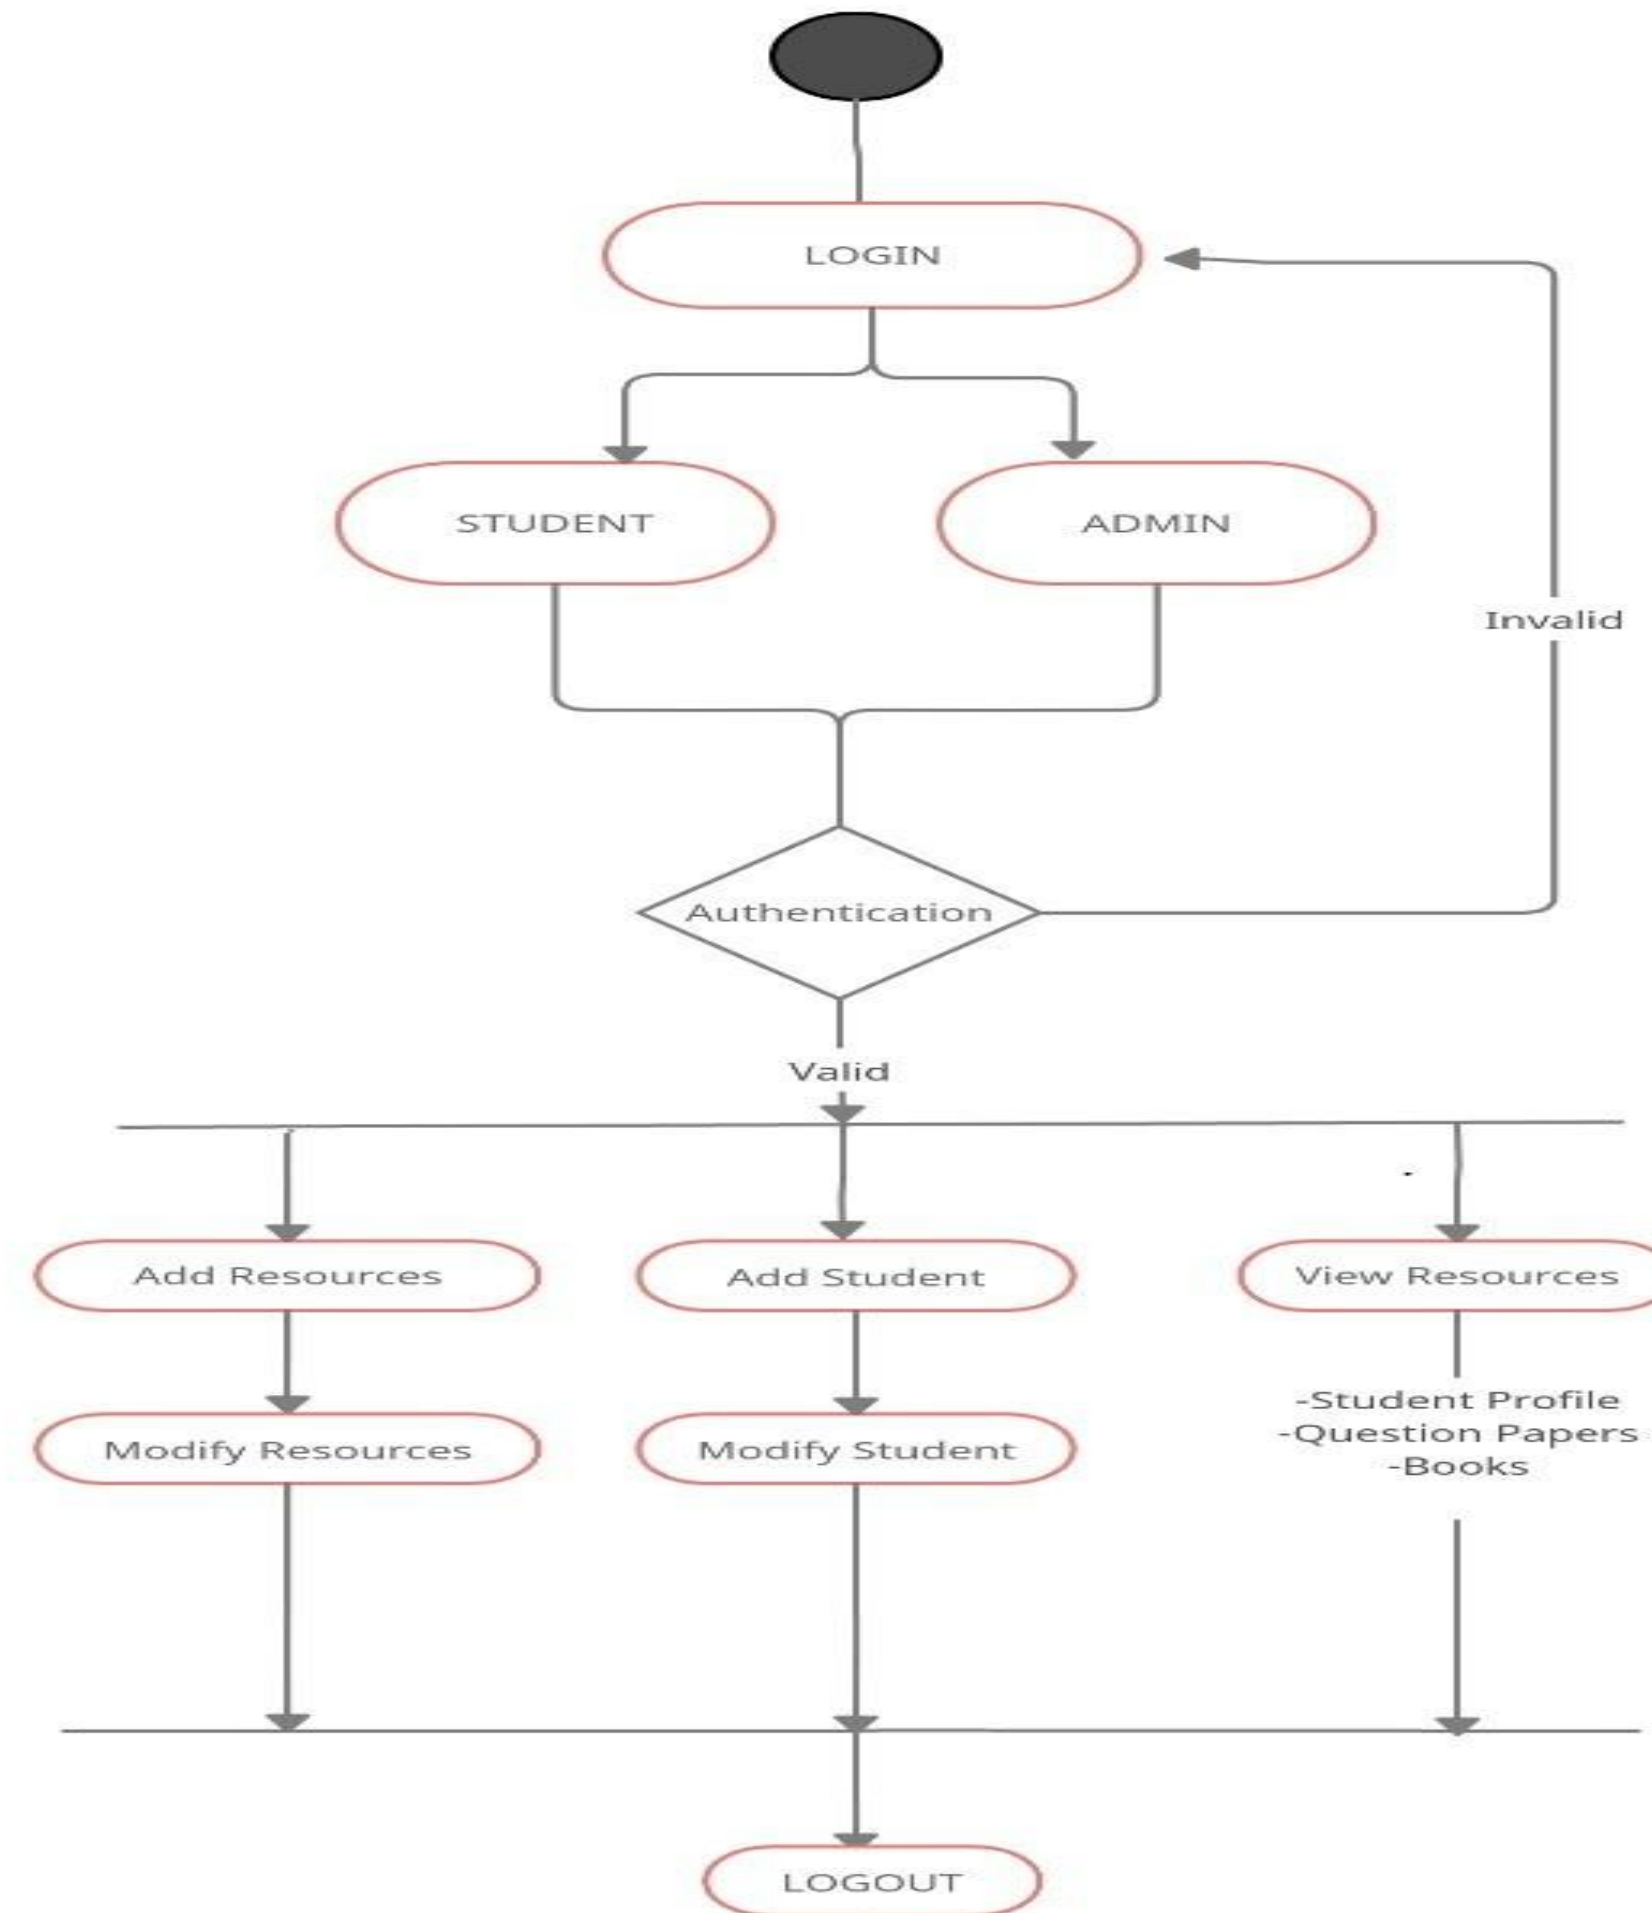 LOGIN
STUDENT
ADMIN
Invalid
Authentication
Valid
Add Resources
Add Student
View Resources
Modify Resources
Modify Student
-Student Profile
-Question Papers
-Books
LOGOUT